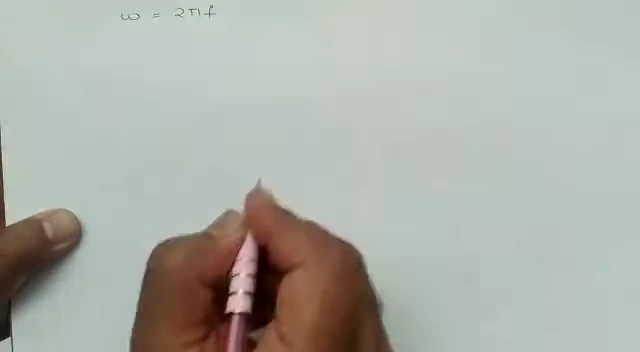 ω = 2πf